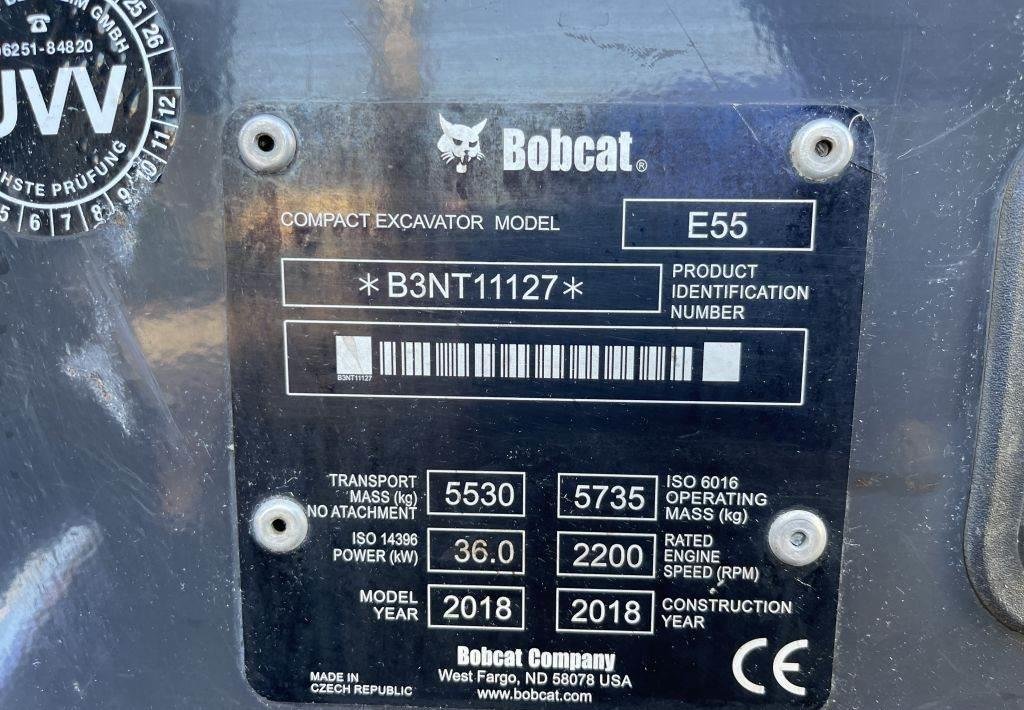 GMBH
25 26
06251-84820
UVV
12
11
10
9
8
7
6
5
PRÜFUNG
Bobcat®
COMPACT EXCAVATOR MODEL
E55
*B3NT11127*
PRODUCT
IDENTIFICATION
NUMBER
B3NT11127
TRANSPORT
MASS (kg)
NO ATACHMENT
5530
5735
ISO 6016
OPERATING
MASS (kg)
ISO 14396
POWER (kW)
36.0
2200
RATED
ENGINE
SPEED (RPM)
MODEL
YEAR
2018
2018
CONSTRUCTION
YEAR
MADE IN
CZECH REPUBLIC
Bobcat Company
West Fargo, ND 58078 USA
www.bobcat.com
CE